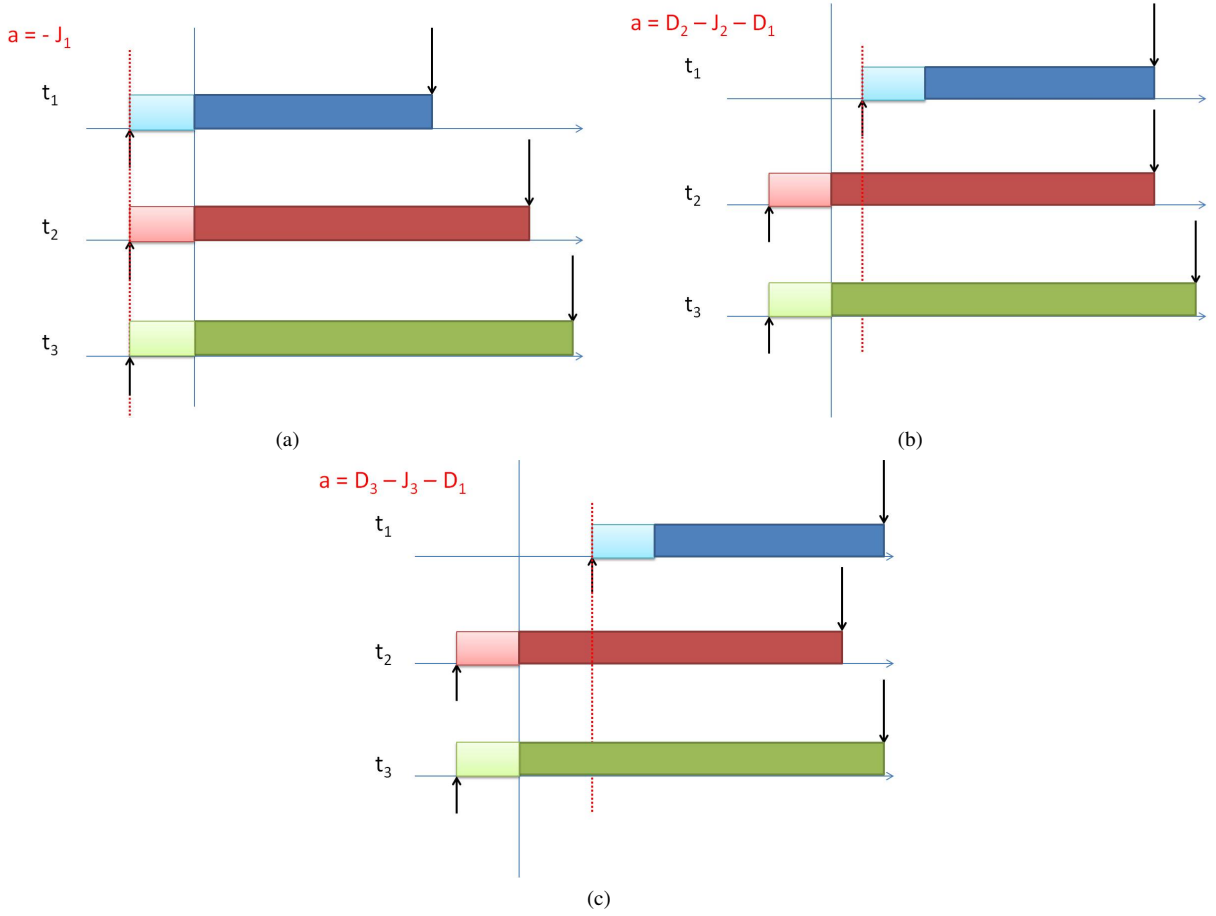 a = - J₁
t₁
t₂
t₃
(a)
a = D₂ – J₂ – D₁
t₁
t₂
t₃
(b)
a = D₃ – J₃ – D₁
t₁
t₂
t₃
(c)